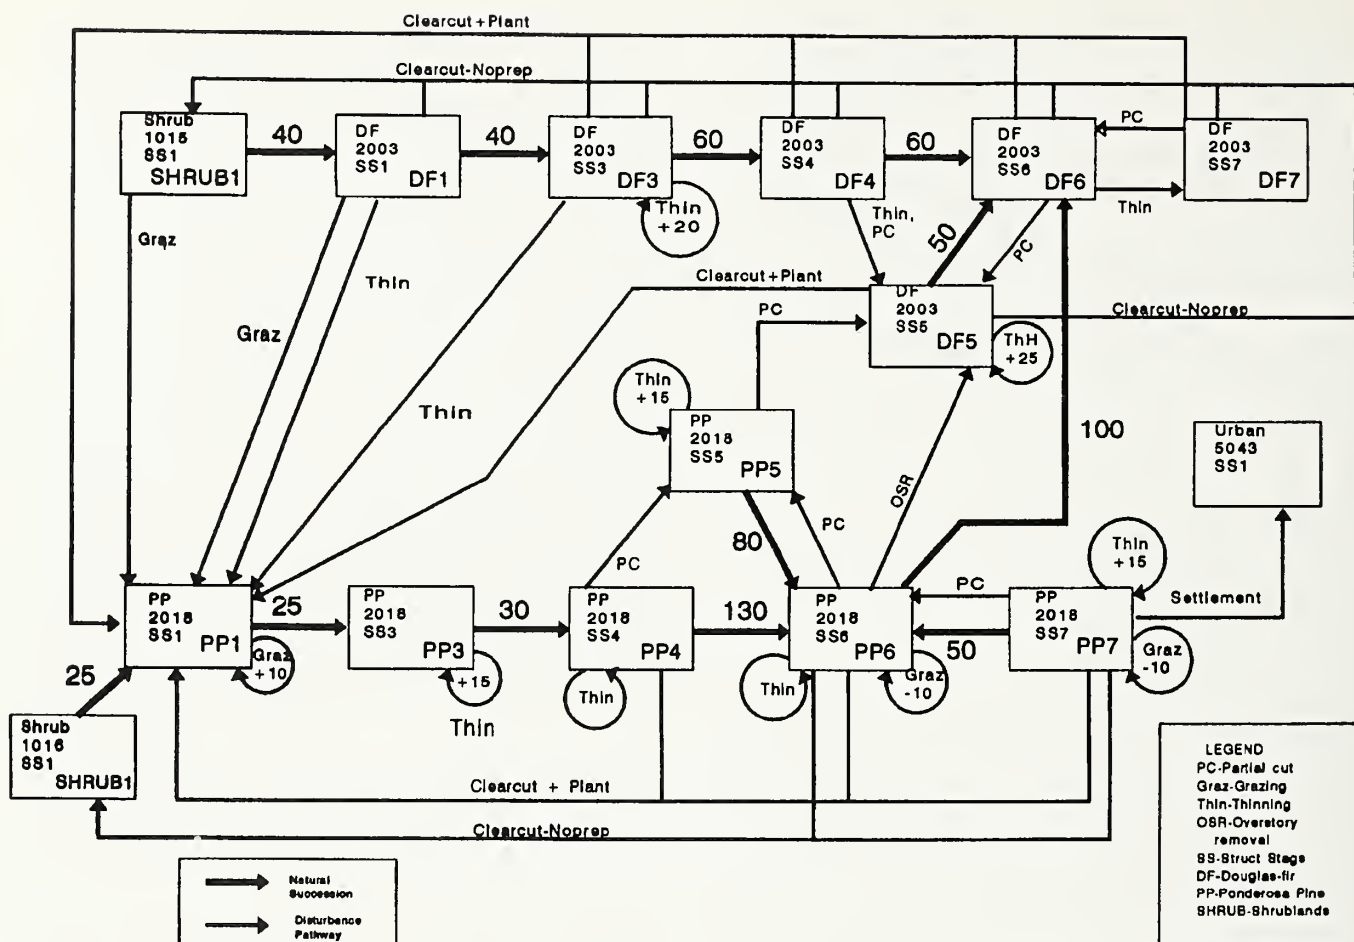 Clearcut+Plant
Clearcut-Noprep
Shrub
1015
SS1
SHRUB1
40
DF
2003
SS1
DF1
40
DF
2003
SS3
DF3
60
DF
2003
SS4
DF4
60
DF
2003
SS6
DF6
PC
Thin
DF
2003
SS7
DF7
Graz
Thin
+20
Thin,
PC
50
PC
Thin
Graz
Clearcut+Plant
PC
DF
2003
SS5
DF5
Clearcut-Noprep
ThH
+25
Thin
+15
Thin
PP
2018
SS5
PP5
OSR
100
Urban
5043
SS1
PC
80
PC
Thin
+15
PP
2018
SS1
PP1
25
PP
2018
SS3
PP3
30
PP
2018
SS4
PP4
130
PP
2018
SS6
PP6
PC
50
PP
2018
SS7
PP7
Settlement
25
Graz
+10
+15
Thin
Thin
Thin
Graz
-10
Graz
-10
Shrub
1016
SS1
SHRUB1
Clearcut + Plant
Clearcut-Noprep
Natural
Succession
Disturbance
Pathway
LEGEND
PC-Partial cut
Graz-Grazing
Thin-Thinning
OSR-Overstory
removal
SS-Struct Stags
DF-Douglas-fir
PP-Ponderosa Pine
SHRUB-Shrublands